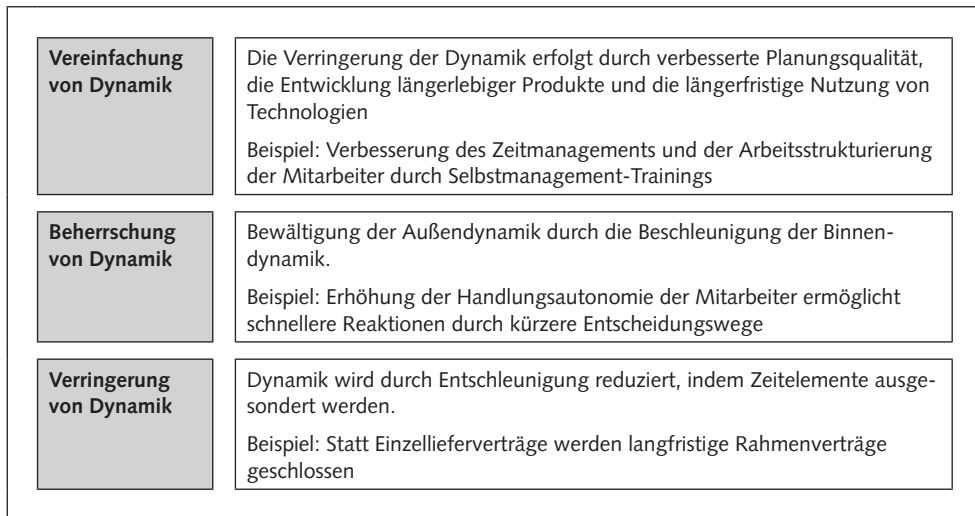 Vereinfachung
von Dynamik
Die Verringerung der Dynamik erfolgt durch verbesserte Planungsqualität,
die Entwicklung längerlebiger Produkte und die längerfristige Nutzung von
Technologien
Beispiel: Verbesserung des Zeitmanagements und der Arbeitsstrukturierung
der Mitarbeiter durch Selbstmanagement-Trainings
Beherrschung
von Dynamik
Bewältigung der Außendynamik durch die Beschleunigung der Binnen-
dynamik.
Beispiel: Erhöhung der Handlungsautonomie der Mitarbeiter ermöglicht
schnellere Reaktionen durch kürzere Entscheidungswege
Verringerung
von Dynamik
Dynamik wird durch Entschleunigung reduziert, indem Zeitelemente ausge-
sondert werden.
Beispiel: Statt Einzellieferverträge werden langfristige Rahmenverträge
geschlossen